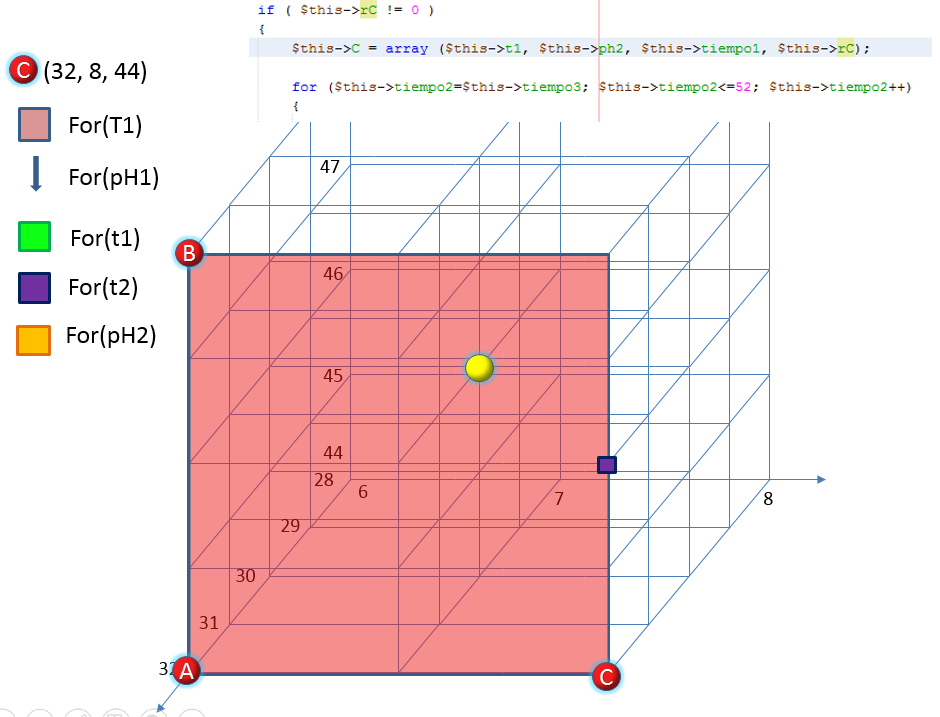 if ( $this->rC != 0 )
{
$this->C = array ($this->t1, $this->ph2, $this->tiempo1, $this->rC);
for ($this->tiempo2=$this->tiempo3; $this->tiempo2<=52; $this->tiempo2++)
{
C (32, 8, 44)
For(T1)
For(pH1)
For(t1)
For(t2)
For(pH2)
47
B
46
45
44
28
6
7
8
29
30
31
32
A
C